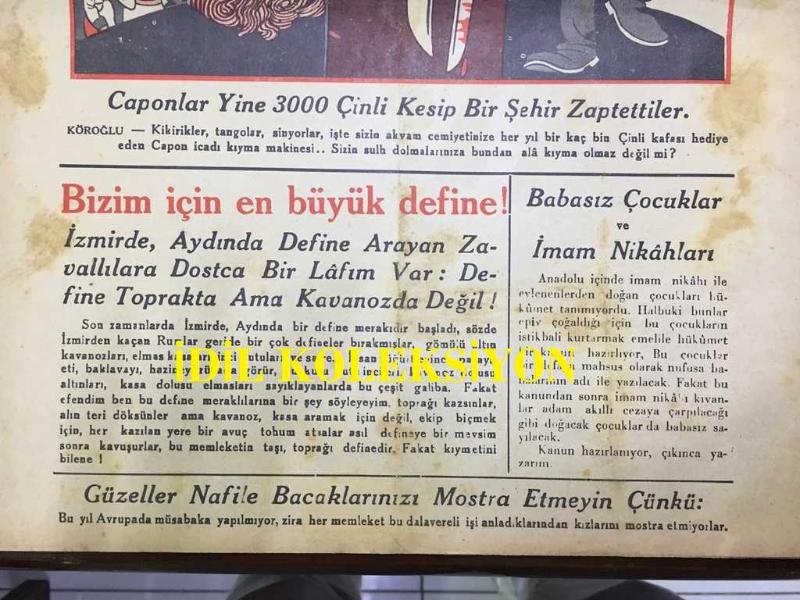 Caponlar Yine 3000 Çinli Kesip Bir Şehir Zaptettiler.
KÖROĞLU — Kikirikler, tangolar, sinyorlar, işte sizin akvam cemiyetinize her yıl bir kaç bin Çinli kafası hediye
eden Capon icadı kıyma makinesi.. Sizin sulh dolmalarınıza bundan alâ kıyma olmaz değil mi?
Bizim için en büyük define!
İzmirde, Aydında Define Arayan Za-
vallılara Dostca Bir Lâfım Var: De-
fine Toprakta Ama Kavanozda Değil!
Son zamanlarda İzmirde, Aydında bir define merakıdır başladı, sözde
İzmirden kaçan Rumlar geride bir çok defineler bırakmışlar, gömülü altın
kavanozları, elmas
eti, baklavayı,
altınları, kasa dolusu elmasları sayıklayanlarda bu çeşit galiba. Fakat
efendim ben bu define meraklılarına bir şey söyleyeyim, toprağı kazsınlar,
alın teri döksünler ama kavanoz, kasa aramak için değil, ekip biçmek
için, her kazılan yere bir avuç tohum atsalar asıl defineye bir mevsim
sonra kavuşurlar, bu memleketin taşı, toprağı definedir. Fakat kıymetini
bilene!
Babasız Çocuklar
ve
İmam Nikâhları
Anadolu içinde imam nikâhı ile
evlenenlerden doğan çocukları hü-
kûmet tanımıyordu. Halbuki bunlar
epiy çoğaldığı için bu çocukların
istikbali kurtarmak emelile hükûmet
hazırlıyor, Bu çocuklar
mahsus olarak nufusa ba-
balarının adı ile yazılacak. Fakat bu
kanundan sonra imam nikâhı kıyan-
lar adam akıllı cezaya çarpılacağı
gibi doğacak çocuklar da babasız sa-
yılacak.
Kanun hazırlanıyor, çıkınca ya-
zarım.
İDİL KOLEKSİYON
Güzeller Nafile Bacaklarınızı Mostra Etmeyin Çünkü:
Bu yıl Avrupada müsabaka yapılmıyor, zira her memleket bu dalavereli işi anladıklarından kızlarını mostra etmiyorlar.